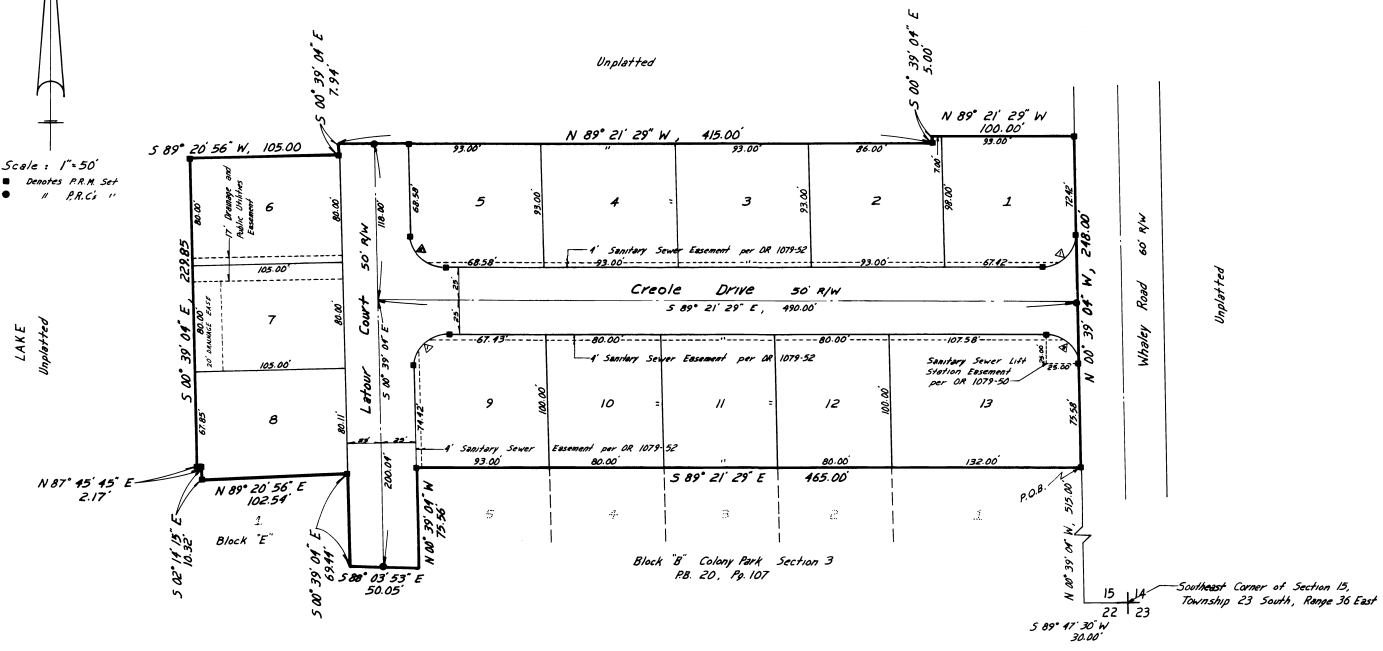 Unplatted
S 00° 39' 04" E
7.94'
S 00° 39' 04" E
5.00'
N 89° 21' 29" W
100.00'
N 89° 21' 29" W, 415.00'
S 89° 20' 56" W, 105.00
Scale : 1"=50'
■ Denotes P.R.M. Set
● " P.R.C.'s "
93.00'
"
93.00'
86.00'
93.00'
7.00'
17' Drainage and
Public Utilities
Easement
6
80.00'
80.00'
118.00'
50' R/W
68.58'
5
93.00'
4
"
3
93.00'
2
98.00'
1
72.42'
4' Sanitary Sewer Easement per OR 1079-52
68.58'
93.00'
"
93.00'
67.42'
105.00'
S 00° 39' 04" E, 229.85
LAKE
Unplatted
80.00'
20' DRAINAGE EASE
7
80.00'
Latour Court
S 00° 39' 04" E
25'
25'
Creole Drive 50' R/W
S 89° 21' 29" E, 490.00'
N 00° 39' 04" W, 248.00'
Whaley Road 60' R/W
Unplatted
67.43'
80.00'
"
80.00'
107.58'
4' Sanitary Sewer Easement per OR 1079-52
Sanitary Sewer Lift
Station Easement
per OR 1079-50
25.00'
25.00'
105.00'
67.85'
8
80.11'
74.42'
9
100.00'
10
"
11
"
12
100.00'
13
75.58'
25'
25'
4' Sanitary Sewer Easement per OR 1079-52
93.00'
80.00'
80.00'
132.00'
S 89° 21' 29" E 465.00'
P.O.B.
N 87° 45' 45" E
2.17'
N 89° 20' 56" E
102.54'
S 02° 14' 15" E
10.32'
1
Block "E"
S 00° 39' 04" E
69.44'
200.04'
N 00° 39' 04" W
75.56'
S 88° 03' 53" E
50.05'
5
4
3
2
1
Block "B" Colony Park Section 3
P.B. 20, Pg. 107
N 00° 39' 04" W, 515.00'
15
14
22
23
Southeast Corner of Section 15,
Township 23 South, Range 36 East
S 89° 47' 30" W
30.00'